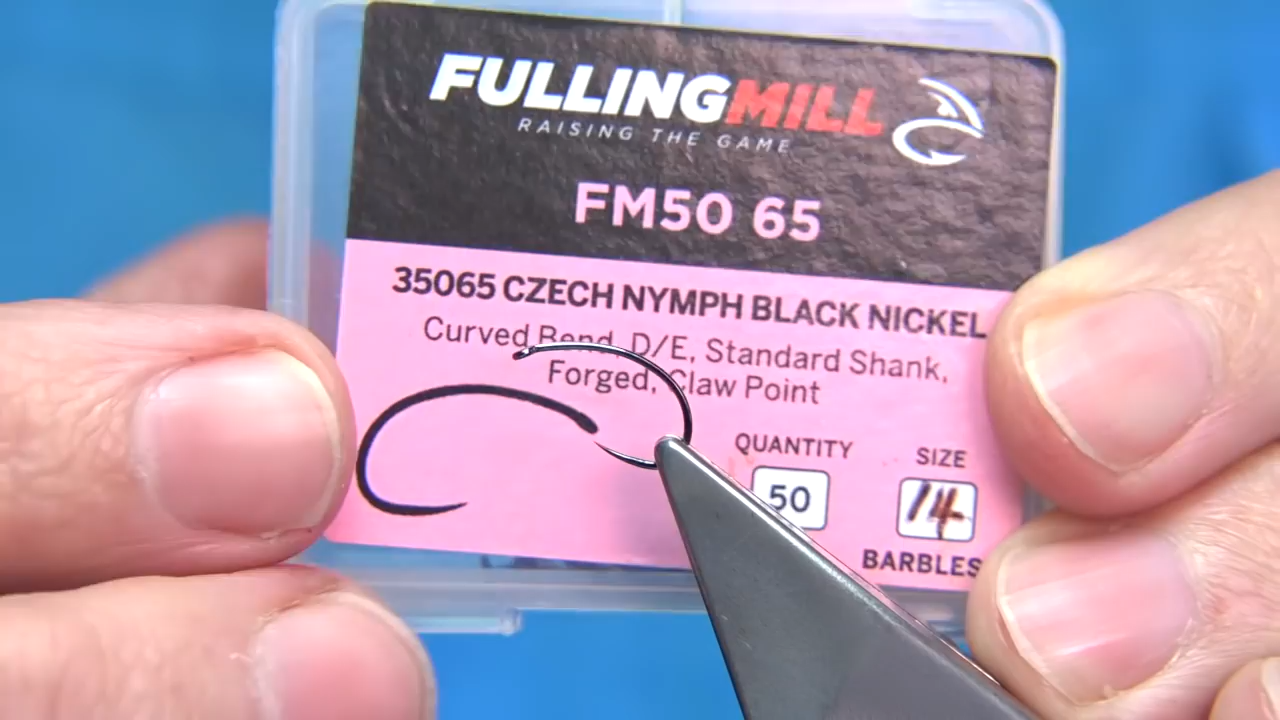 FULLINGMILL
RAISING THE GAME
FM50 65
35065 CZECH NYMPH BLACK NICKEL
Curved Bend, D/E, Standard Shank,
Forged, Claw Point
QUANTITY
SIZE
50
14
BARBLES